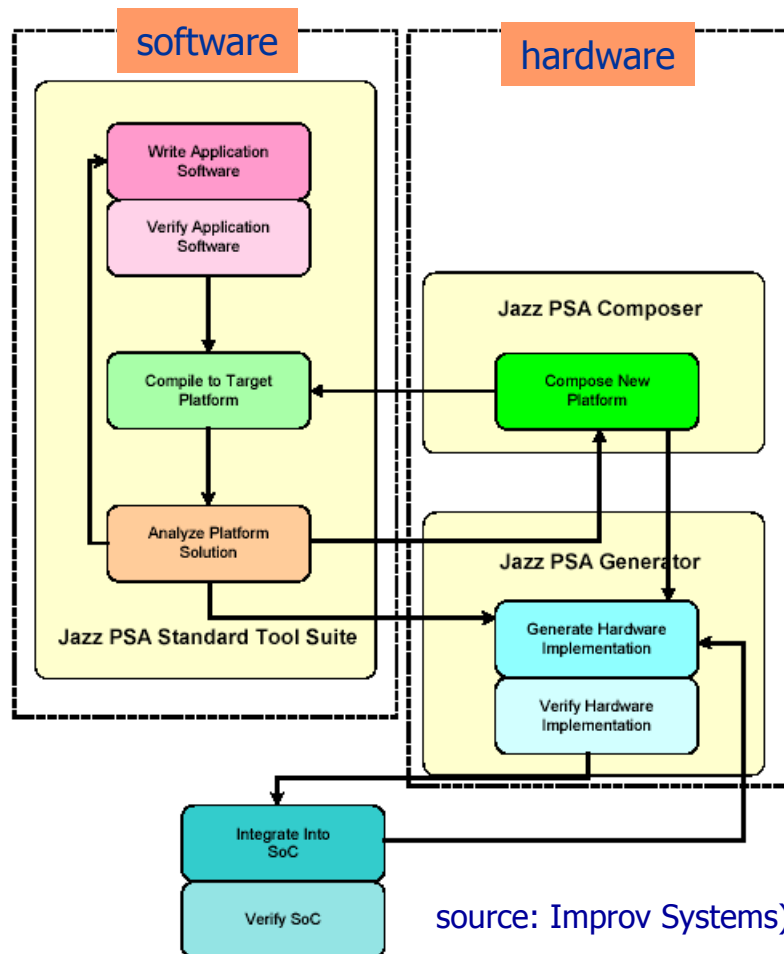 software
hardware
Write Application
Software
Verify Application
Software
Jazz PSA Composer
Compile to Target
Platform
Compose New
Platform
Analyze Platform
Solution
Jazz PSA Generator
Jazz PSA Standard Tool Suite
Generate Hardware
Implementation
Verify Hardware
Implementation
Integrate Into
SoC
Verify SoC
source: Improv Systems)